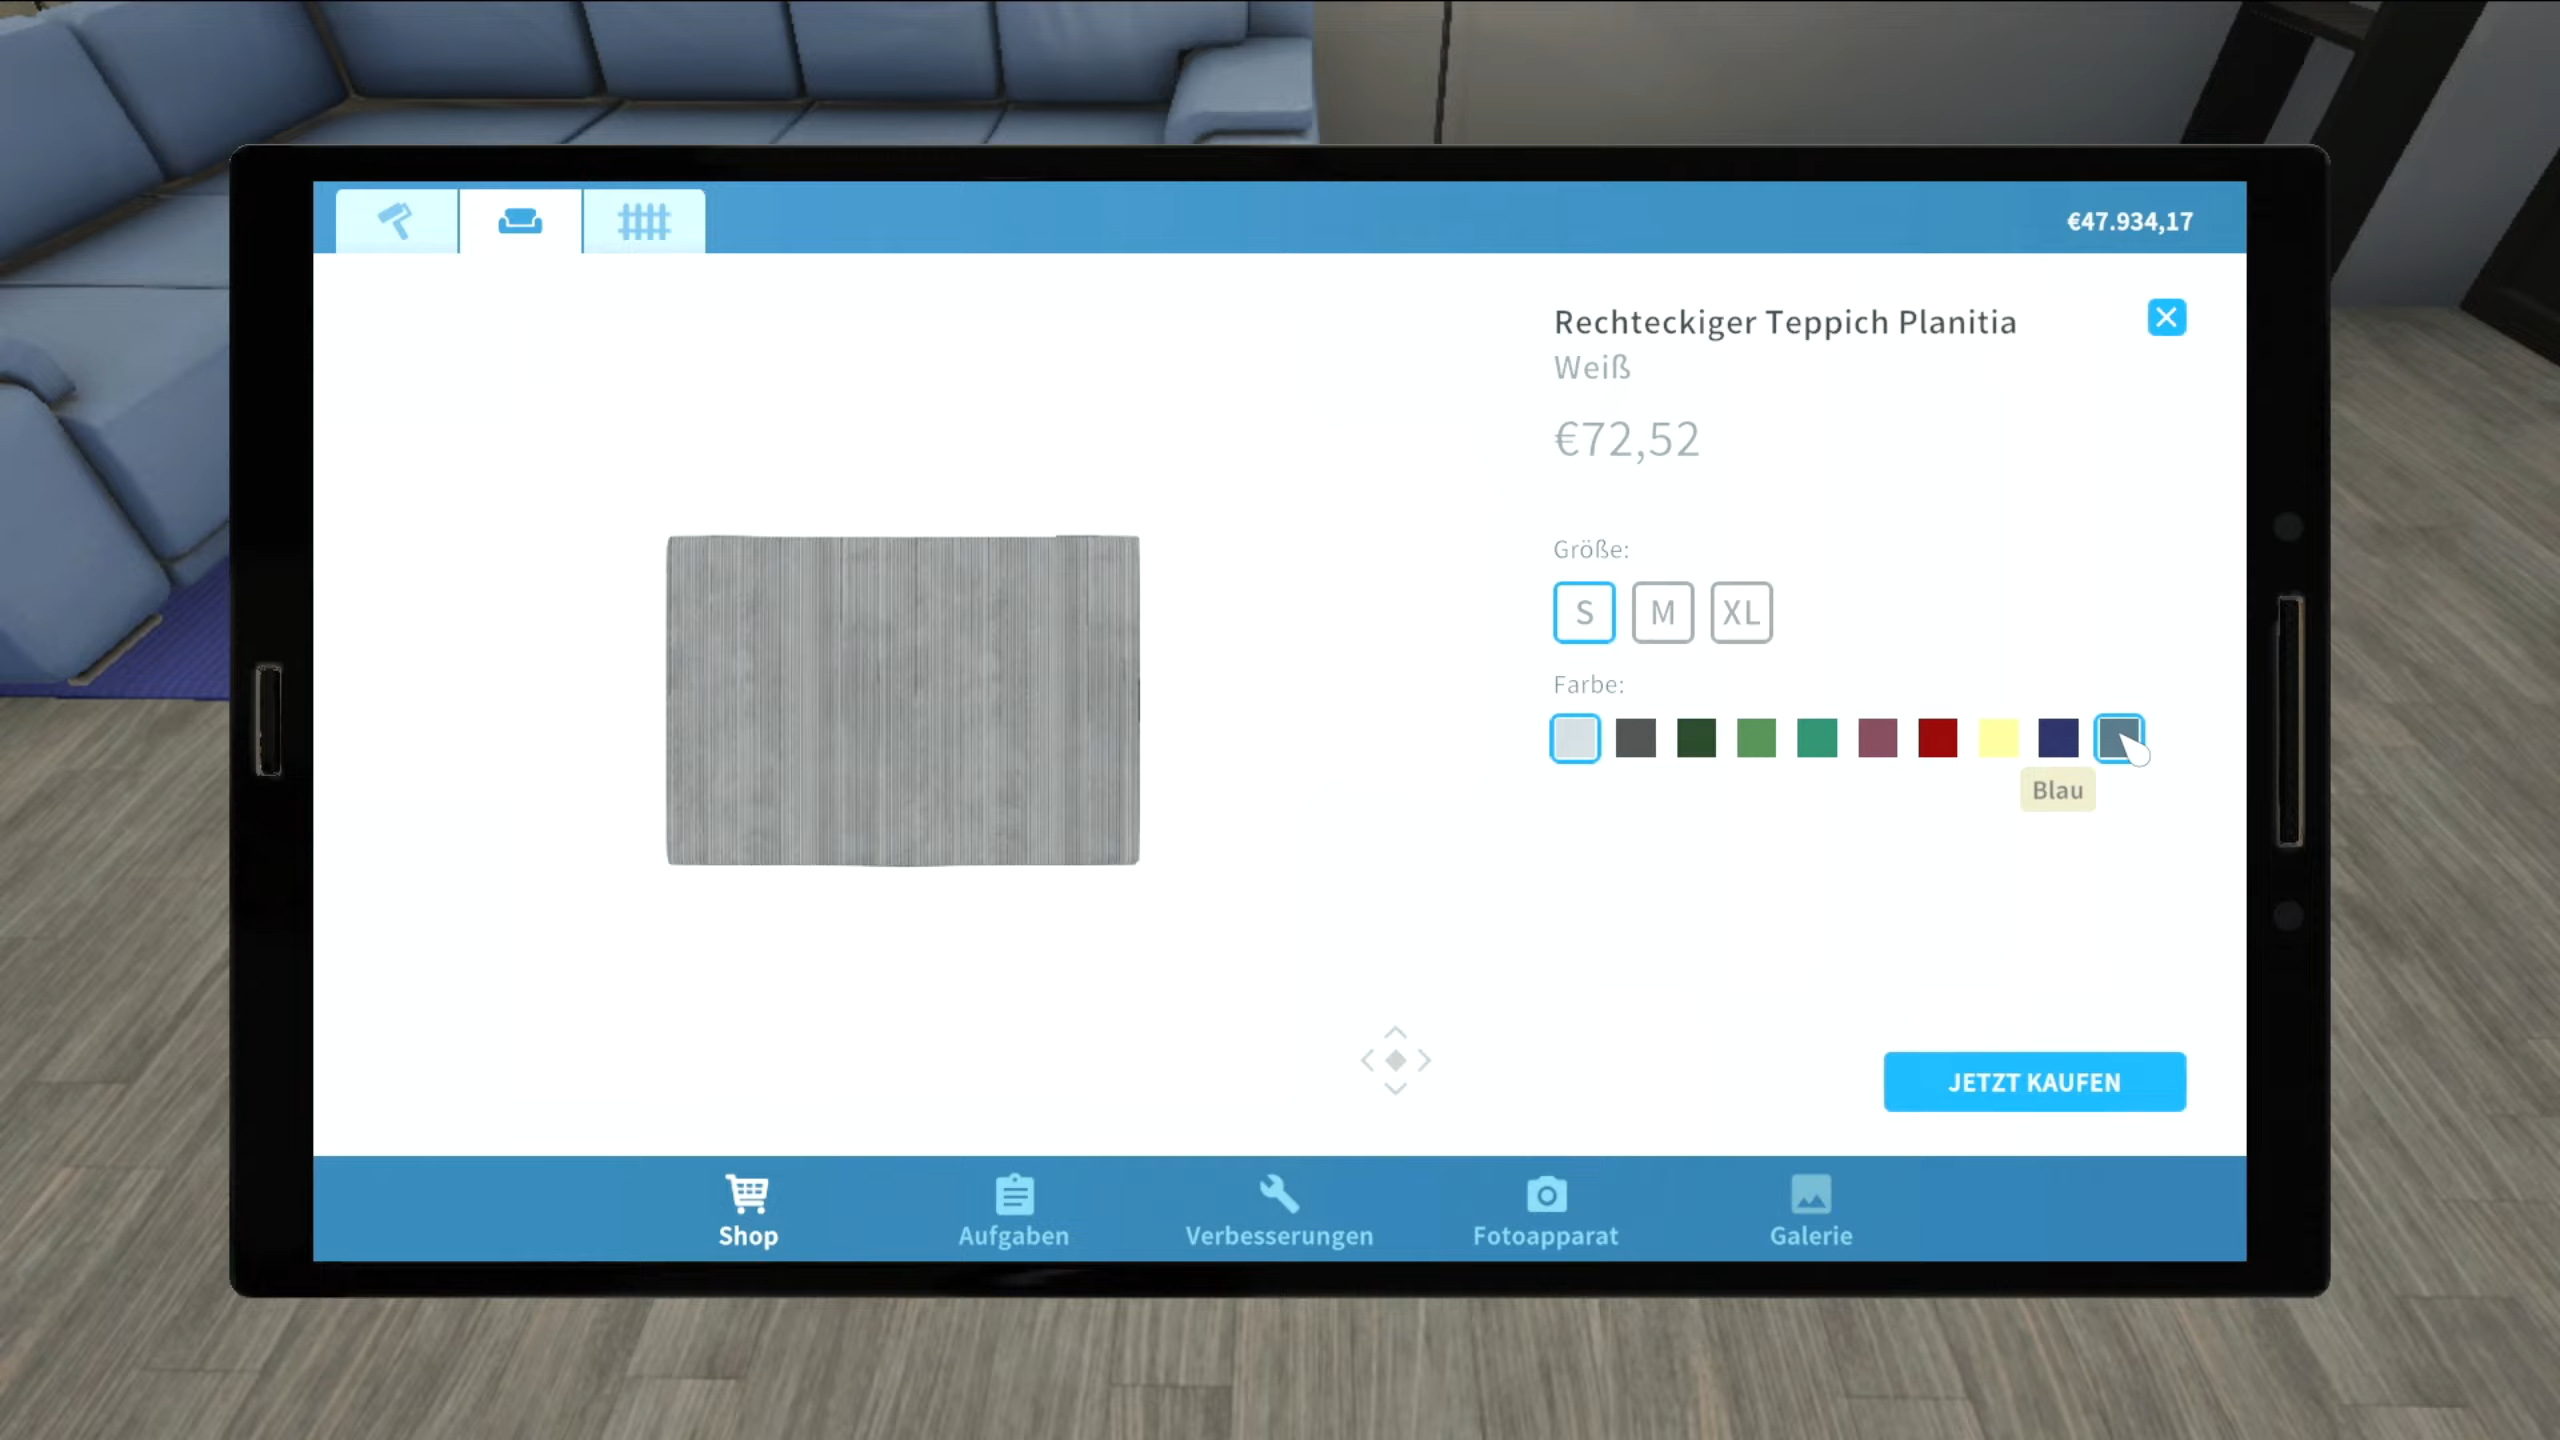 €47.934,17
Rechteckiger Teppich Planitia
Weiß
€72,52
Größe:
S M XL
Farbe:
Blau
JETZT KAUFEN
Shop Aufgaben Verbesserungen Fotoapparat Galerie